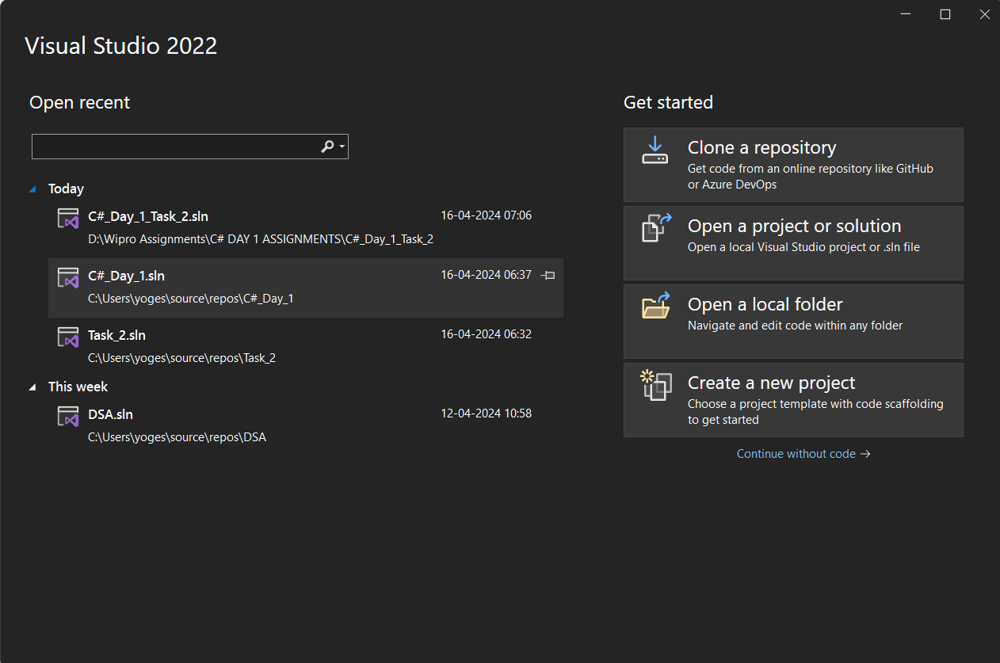 Visual Studio 2022
Open recent
Today
C#_Day_1_Task_2.sln
16-04-2024 07:06
D:\Wipro Assignments\C# DAY 1 ASSIGNMENTS\C#_Day_1_Task_2
C#_Day_1.sln
16-04-2024 06:37
C:\Users\yoges\source\repos\C#_Day_1
Task_2.sln
16-04-2024 06:32
C:\Users\yoges\source\repos\Task_2
This week
DSA.sln
12-04-2024 10:58
C:\Users\yoges\source\repos\DSA
Get started
Clone a repository
Get code from an online repository like GitHub
or Azure DevOps
Open a project or solution
Open a local Visual Studio project or .sln file
Open a local folder
Navigate and edit code within any folder
Create a new project
Choose a project template with code scaffolding
to get started
Continue without code →